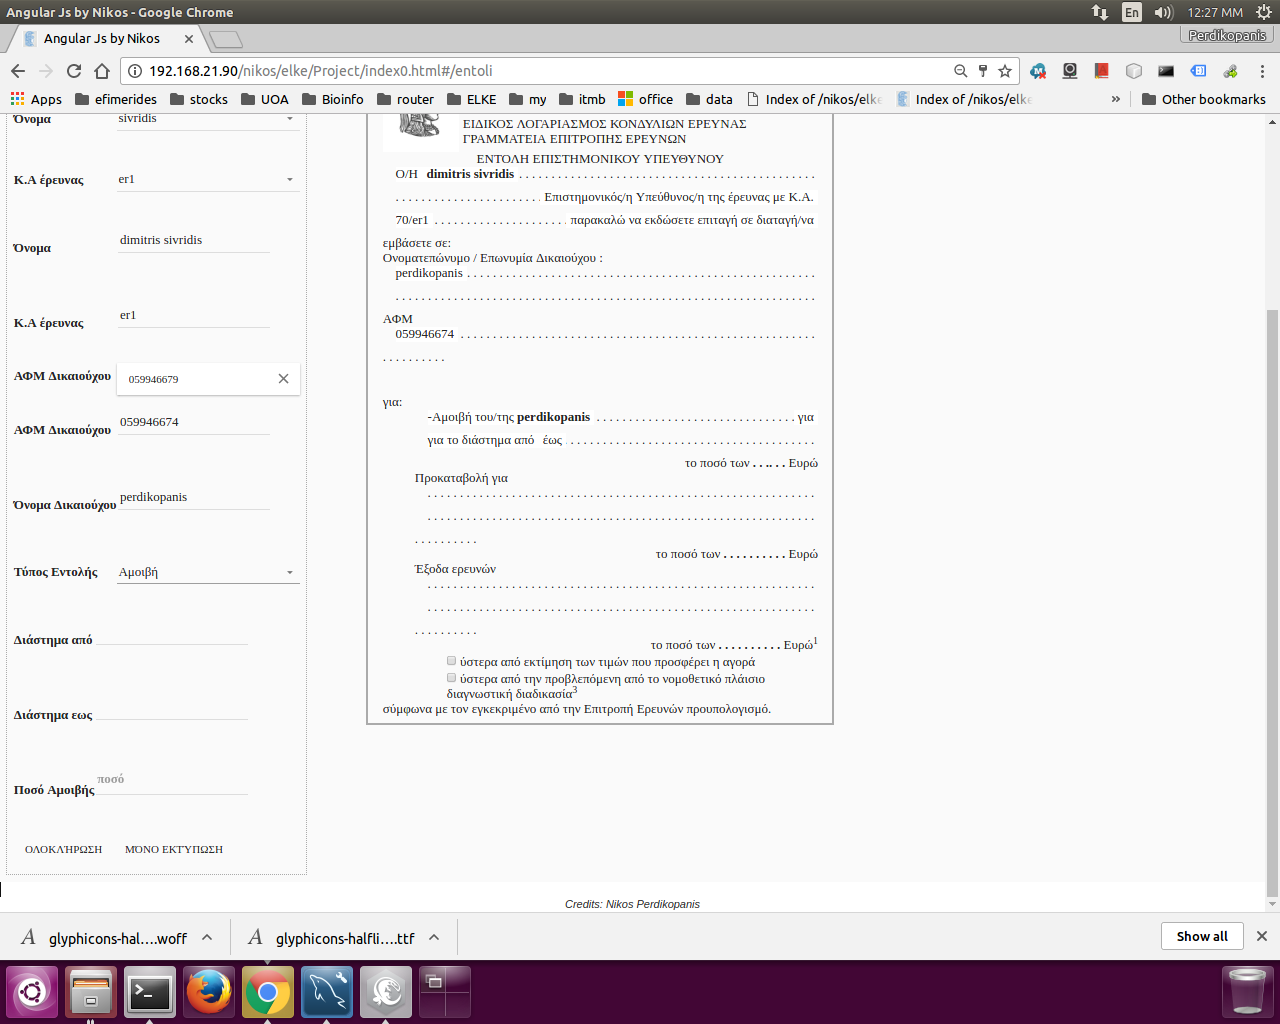 Angular Js by Nikos - Google Chrome
En
12:27 MM
Angular Js by Nikos
Perdikopanis
192.168.21.90/nikos/elke/Project/index0.html#/entoli
Apps
efimerides
stocks
UOA
Bioinfo
router
ELKE
my
itmb
office
data
Index of /nikos/elke
Index of /nikos/elke
»
Other bookmarks
Όνομα
sivridis
Κ.Α έρευνας
er1
Όνομα
dimitris sivridis
Κ.Α έρευνας
er1
ΑΦΜ Δικαιούχου
059946679
ΑΦΜ Δικαιούχου
059946674
Όνομα Δικαιούχου
perdikopanis
Τύπος Εντολής
Αμοιβή
Διάστημα από
Διάστημα εως
Ποσό Αμοιβής
ποσό
ΟΛΟΚΛΉΡΩΣΗ
ΜΌΝΟ ΕΚΤΎΠΩΣΗ
ΕΙΔΙΚΟΣ ΛΟΓΑΡΙΑΣΜΟΣ ΚΟΝΔΥΛΙΩΝ ΕΡΕΥΝΑΣ
ΓΡΑΜΜΑΤΕΙΑ ΕΠΙΤΡΟΠΗΣ ΕΡΕΥΝΩΝ
ΕΝΤΟΛΗ ΕΠΙΣΤΗΜΟΝΙΚΟΥ ΥΠΕΥΘΥΝΟΥ
Ο/Η dimitris sivridis . . . . . . . . . . . . . . . . . . . . . . . . . . . . . . . . . . . . . . . . . . . . . .
. . . . . . . . . . . . . . . . . . . . . . . Επιστημονικός/η Υπεύθυνος/η της έρευνας με Κ.Α.
70/er1 . . . . . . . . . . . . . . . . . . . . . παρακαλώ να εκδώσετε επιταγή σε διαταγή/να
εμβάσετε σε:
Ονοματεπώνυμο / Επωνυμία Δικαιούχου :
perdikopanis . . . . . . . . . . . . . . . . . . . . . . . . . . . . . . . . . . . . . . . . . . . . . . . . . . . . . .
. . . . . . . . . . . . . . . . . . . . . . . . . . . . . . . . . . . . . . . . . . . . . . . . . . . . . . . . . . . . . . . . .
ΑΦΜ
059946674 . . . . . . . . . . . . . . . . . . . . . . . . . . . . . . . . . . . . . . . . . . . . . . . . . . . . . . .
. . . . . . . . . .
για:
-Αμοιβή του/της perdikopanis . . . . . . . . . . . . . . . . . . . . . . . . . . . . . . . για
για το διάστημα από έως . . . . . . . . . . . . . . . . . . . . . . . . . . . . . . . . . . . . . .
το ποσό των . . . . . . Ευρώ
Προκαταβολή για
. . . . . . . . . . . . . . . . . . . . . . . . . . . . . . . . . . . . . . . . . . . . . . . . . . . . . . . . . . . .
. . . . . . . . . . . . . . . . . . . . . . . . . . . . . . . . . . . . . . . . . . . . . . . . . . . . . . . . . . . .
. . . . . . . . . .
το ποσό των . . . . . . . . . . Ευρώ
Έξοδα ερευνών
. . . . . . . . . . . . . . . . . . . . . . . . . . . . . . . . . . . . . . . . . . . . . . . . . . . . . . . . . . . .
. . . . . . . . . . . . . . . . . . . . . . . . . . . . . . . . . . . . . . . . . . . . . . . . . . . . . . . . . . . .
. . . . . . . . . .
το ποσό των . . . . . . . . . . Ευρώ1
ύστερα από εκτίμηση των τιμών που προσφέρει η αγορά
ύστερα από την προβλεπόμενη από το νομοθετικό πλάισιο
διαγνωστική διαδικασία3
σύμφωνα με τον εγκεκριμένο από την Επιτροπή Ερευνών προυπολογισμό.
Credits: Nikos Perdikopanis
glyphicons-hal....woff
glyphicons-halfli....ttf
Show all